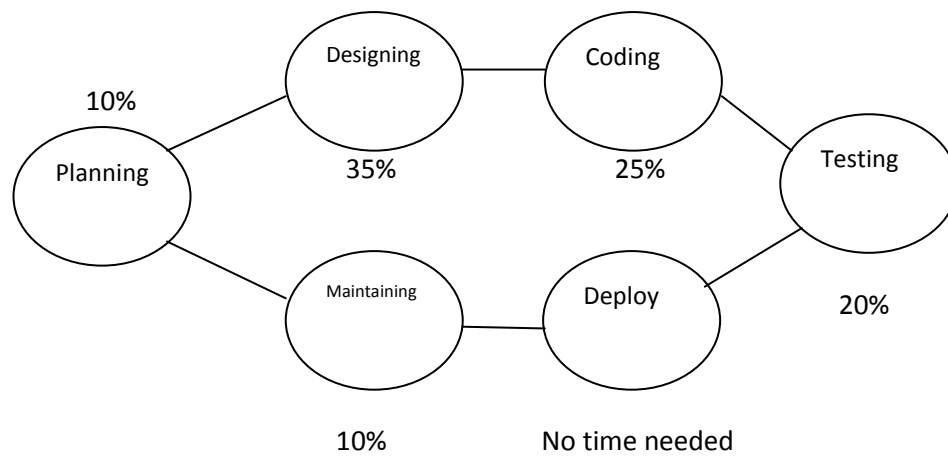 Designing
Coding
10%
Planning
35%
25%
Testing
Maintaining
Deploy
20%
10%
No time needed